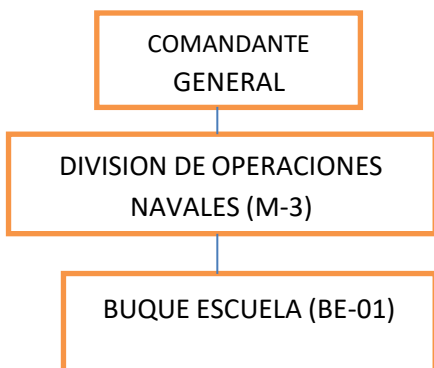 COMANDANTE
GENERAL
DIVISION DE OPERACIONES
NAVALES (M-3)
BUQUE ESCUELA (BE-01)